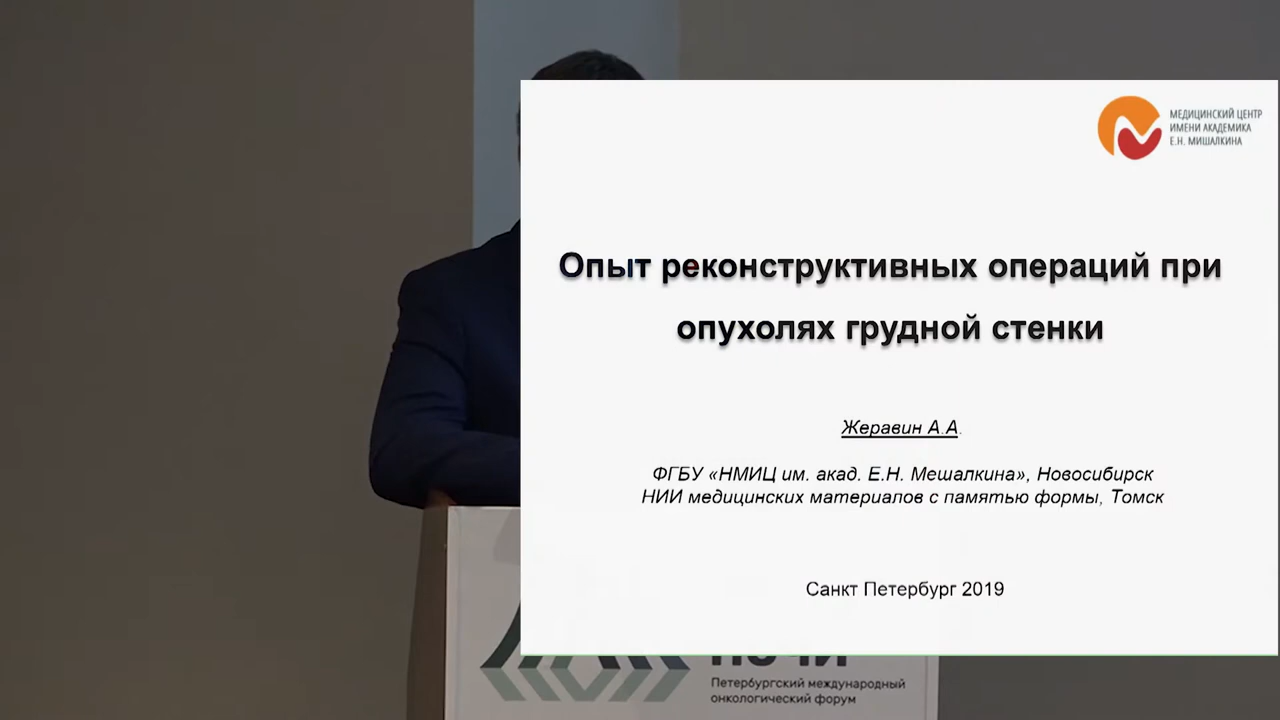 МЕДИЦИНСКИЙ ЦЕНТР
ИМЕНИ АКАДЕМИКА
Е.Н. МИШАЛКИНА
Опыт реконструктивных операций при
опухолях грудной стенки
Жеравин А.А.
ФГБУ «НМИЦ им. акад. Е.Н. Мешалкина», Новосибирск
НИИ медицинских материалов с памятью формы, Томск
Санкт Петербург 2019
Петербургский международный
онкологический форум